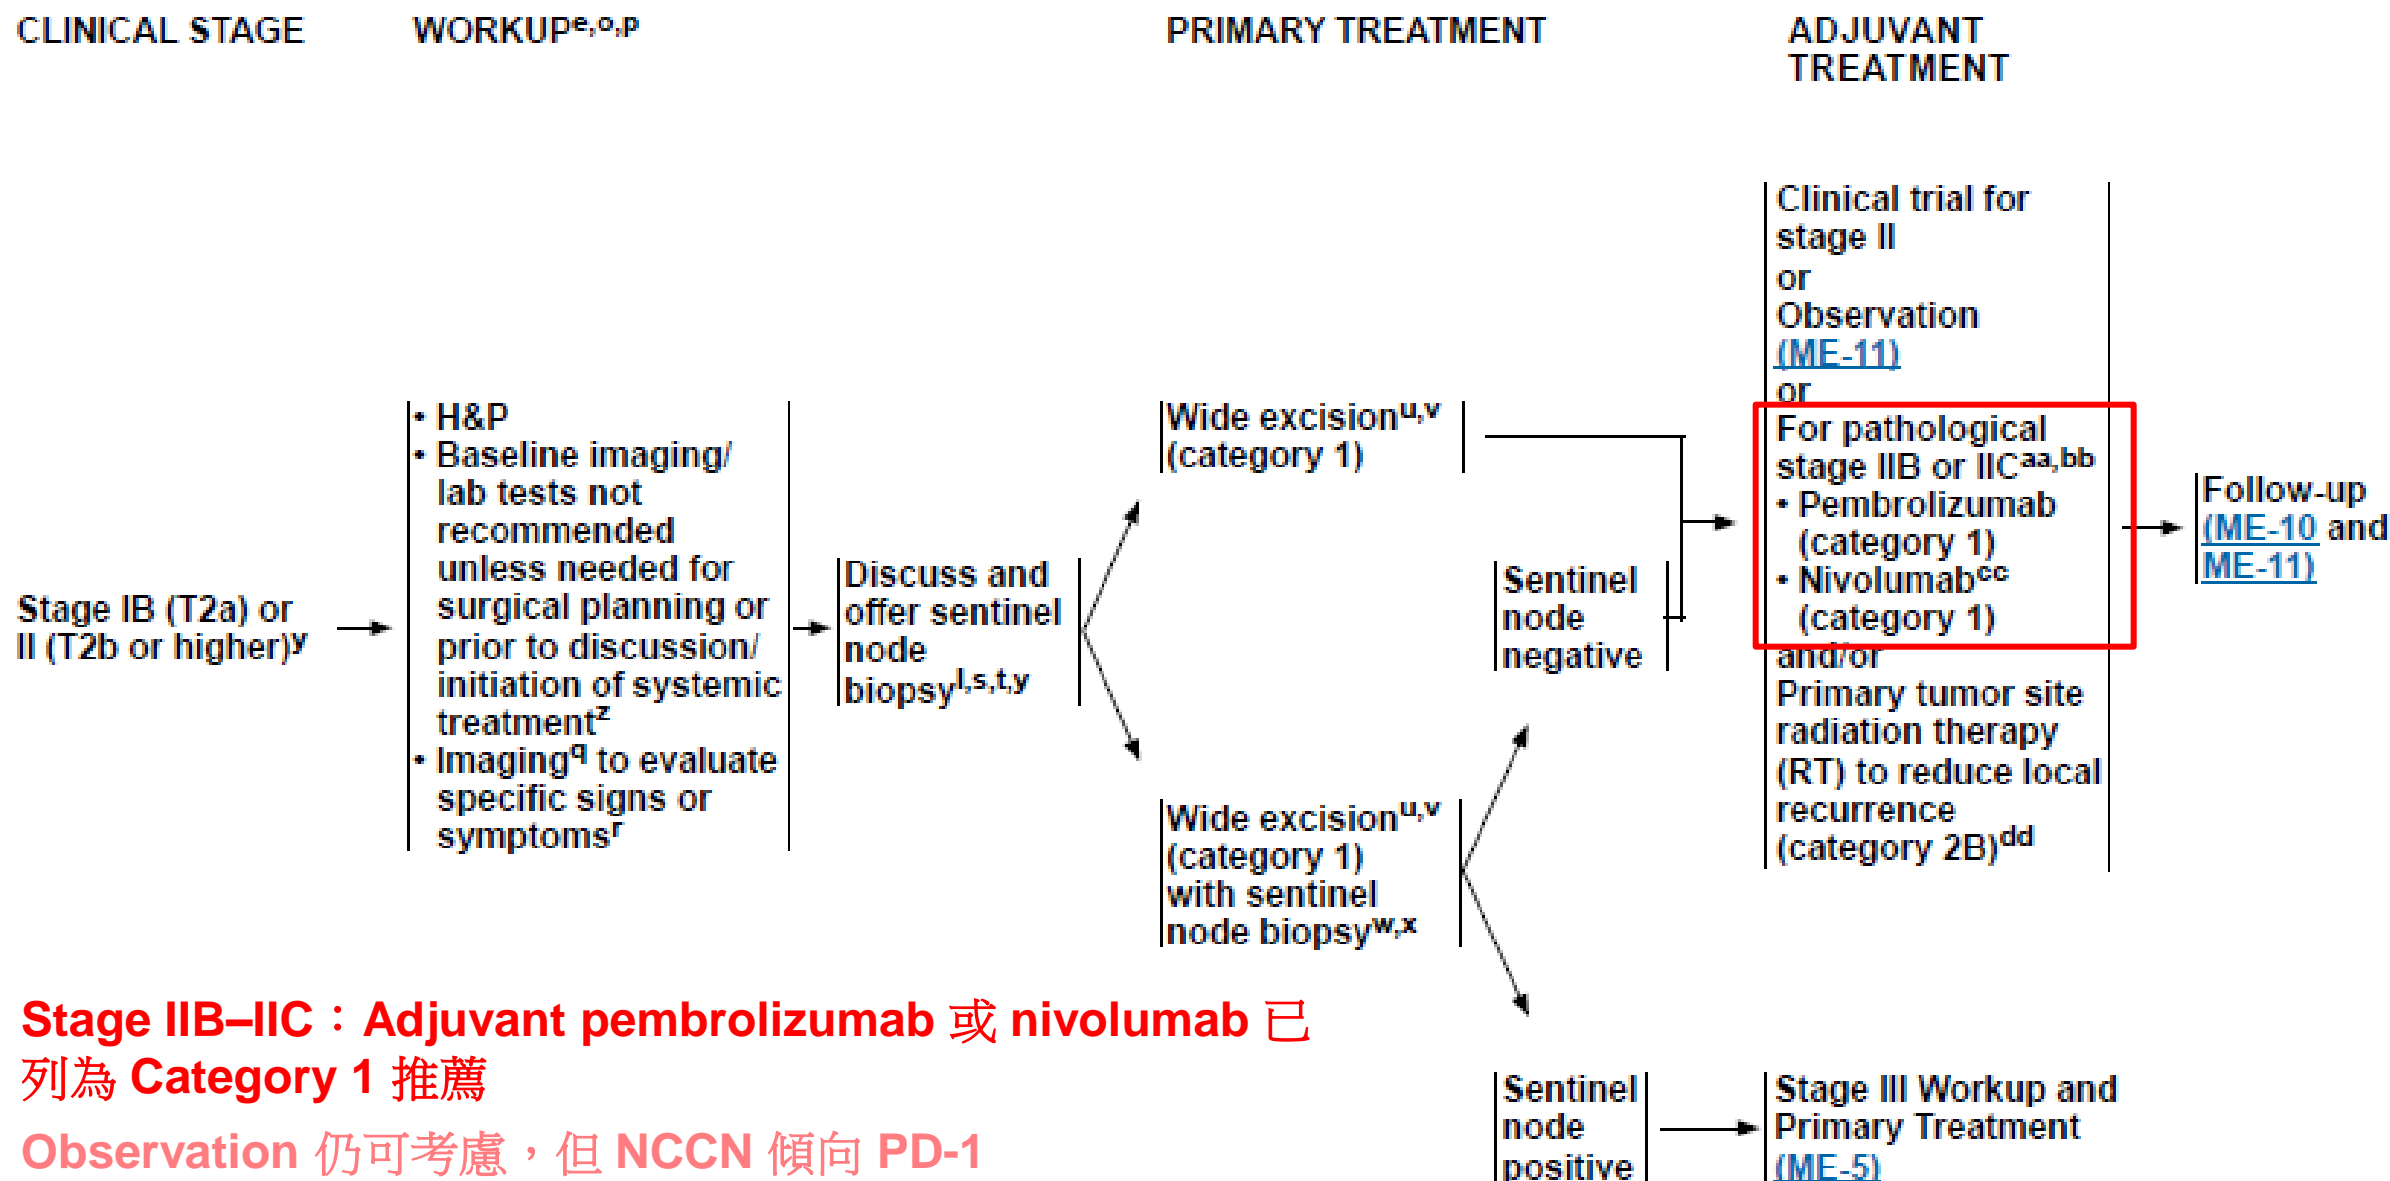 CLINICAL STAGE
WORKUPe,o,p
PRIMARY TREATMENT
ADJUVANT
TREATMENT
Stage IB (T2a) or
II (T2b or higher)y
• H&P
• Baseline imaging/
lab tests not
recommended
unless needed for
surgical planning or
prior to discussion/
initiation of systemic
treatmentz
• Imagingq to evaluate
specific signs or
symptomsr
Discuss and
offer sentinel
node
biopsyl,s,t,y
Wide excisionu,v
(category 1)
Wide excisionu,v
(category 1)
with sentinel
node biopsyw,x
Sentinel
node
negative
Sentinel
node
positive
Clinical trial for
stage II
or
Observation
(ME-11)
or
For pathological
stage IIB or IICaa,bb
• Pembrolizumab
(category 1)
• Nivolumabcc
(category 1)
and/or
Primary tumor site
radiation therapy
(RT) to reduce local
recurrence
(category 2B)dd
Follow-up
(ME-10 and
ME-11)
Stage III Workup and
Primary Treatment
(ME-5)
Stage IIB–IIC：Adjuvant pembrolizumab 或 nivolumab 已
列為 Category 1 推薦
Observation 仍可考慮，但 NCCN 傾向 PD-1